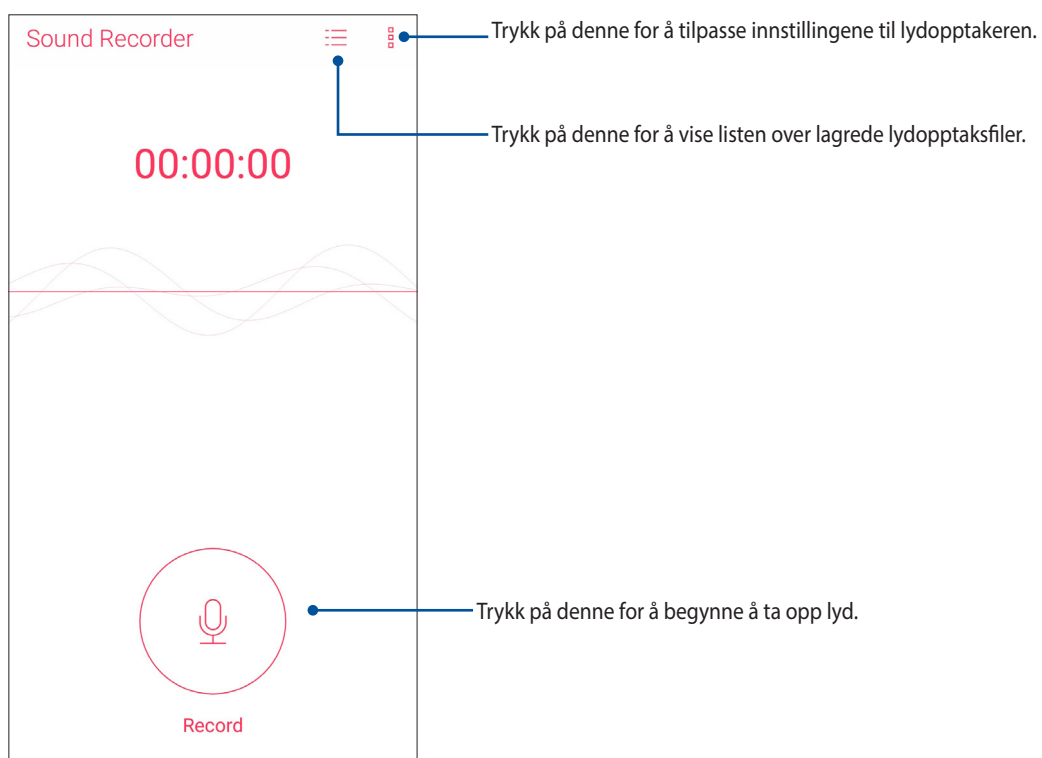 Sound Recorder
Trykk på denne for å tilpasse innstillingene til lydopptakeren.
Trykk på denne for å vise listen over lagrede lydopptaksfiler.
00:00:00
Trykk på denne for å begynne å ta opp lyd.
Record